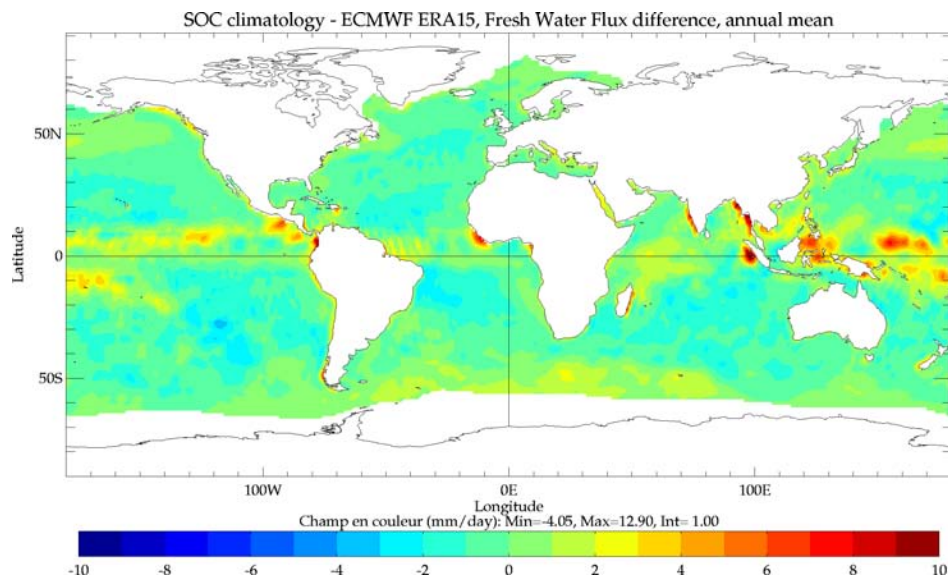 SOC climatology - ECMWF ERA15, Fresh Water Flux difference, annual mean
50N
0
50S
Latitude
100W 0E 100E
Longitude
Champ en couleur (mm/day): Min=-4.05, Max=12.90, Int= 1.00
-10 -8 -6 -4 -2 0 2 4 6 8 10